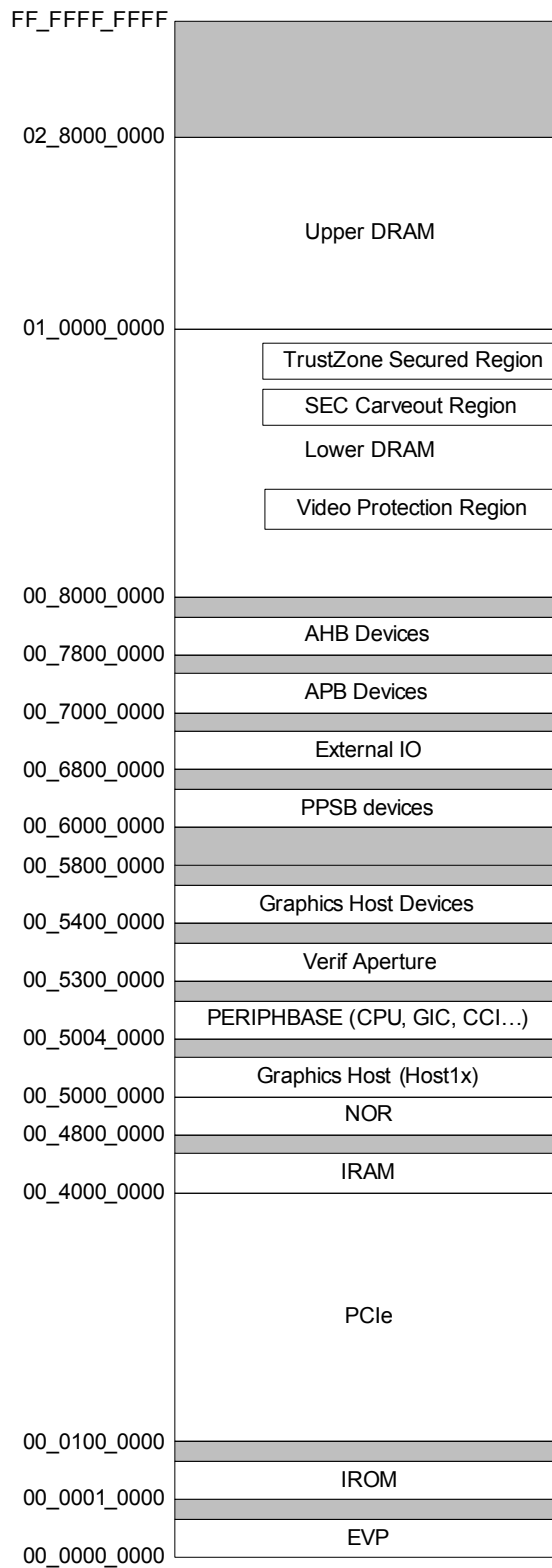 FF_FFFF_FFFF
02_8000_0000
Upper DRAM
01_0000_0000
TrustZone Secured Region
SEC Carveout Region
Lower DRAM
Video Protection Region
00_8000_0000
AHB Devices
00_7800_0000
APB Devices
00_7000_0000
External IO
00_6800_0000
PPSB devices
00_6000_0000
00_5800_0000
Graphics Host Devices
00_5400_0000
Verif Aperture
00_5300_0000
PERIPHBASE (CPU, GIC, CCI…)
00_5004_0000
Graphics Host (Host1x)
00_5000_0000
NOR
00_4800_0000
IRAM
00_4000_0000
PCIe
00_0100_0000
IROM
00_0001_0000
EVP
00_0000_0000